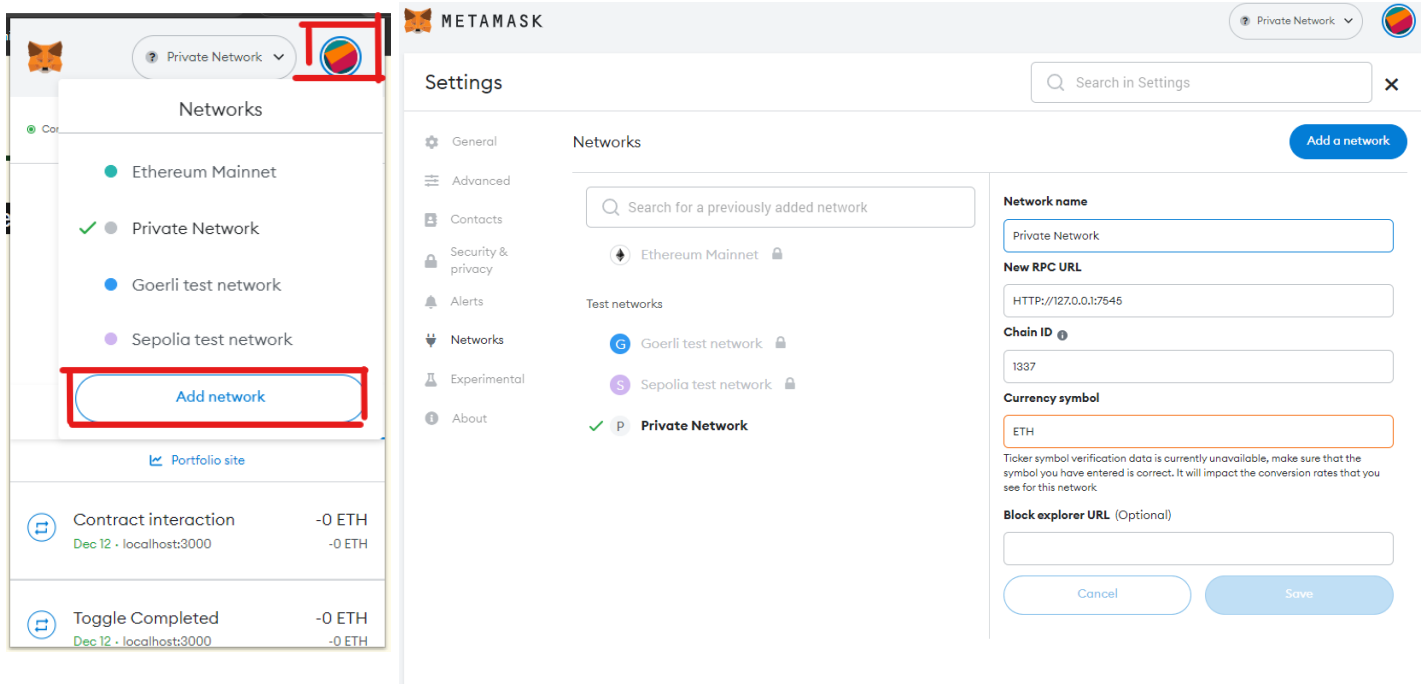 Private Network
Networks
Cor
Ethereum Mainnet
Private Network
Goerli test network
Sepolia test network
Add network
Portfolio site
Contract interaction
-0 ETH
Dec 12 · localhost:3000
-0 ETH
Toggle Completed
-0 ETH
Dec 12 · localhost:3000
-0 ETH
METAMASK
? Private Network
Settings
Search in Settings
General
Advanced
Contacts
Security &
privacy
Alerts
Networks
Experimental
About
Networks
Add a network
Search for a previously added network
Ethereum Mainnet
Test networks
G Goerli test network
S Sepolia test network
P Private Network
Network name
Private Network
New RPC URL
HTTP://127.0.0.1:7545
Chain ID
1337
Currency symbol
ETH
Ticker symbol verification data is currently unavailable, make sure that the
symbol you have entered is correct. It will impact the conversion rates that you
see for this network
Block explorer URL (Optional)
Cancel
Save